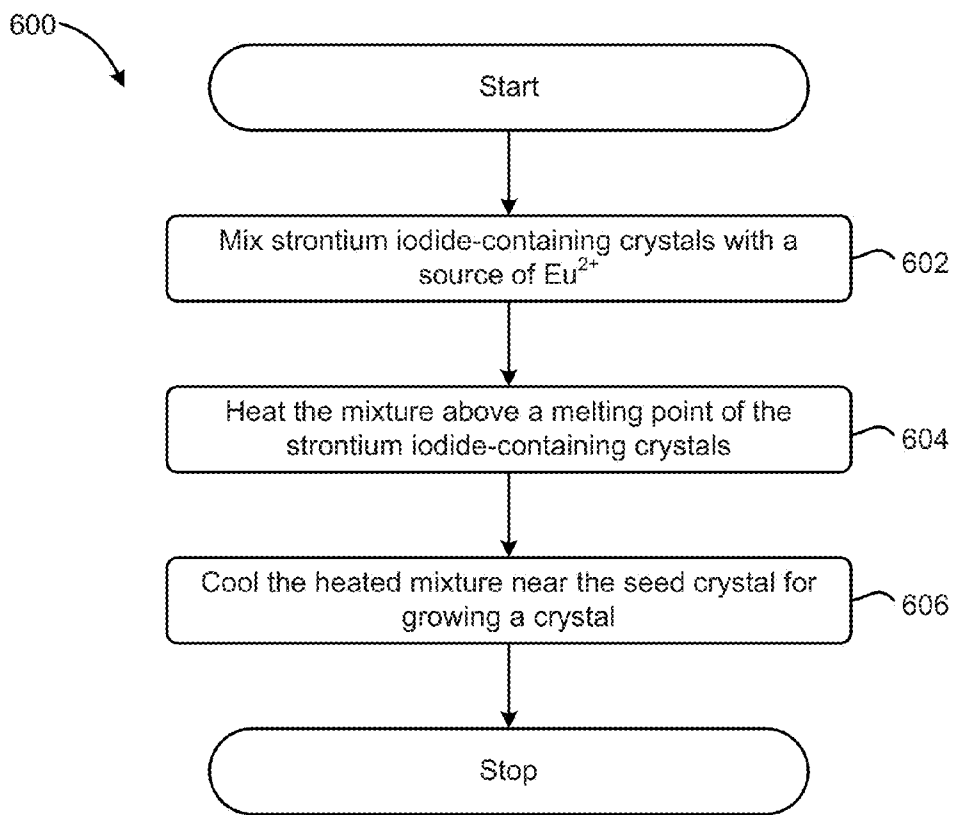 600
Start
Mix strontium iodide-containing crystals with a
source of Eu²⁺
602
Heat the mixture above a melting point of the
strontium iodide-containing crystals
604
Cool the heated mixture near the seed crystal for
growing a crystal
606
Stop